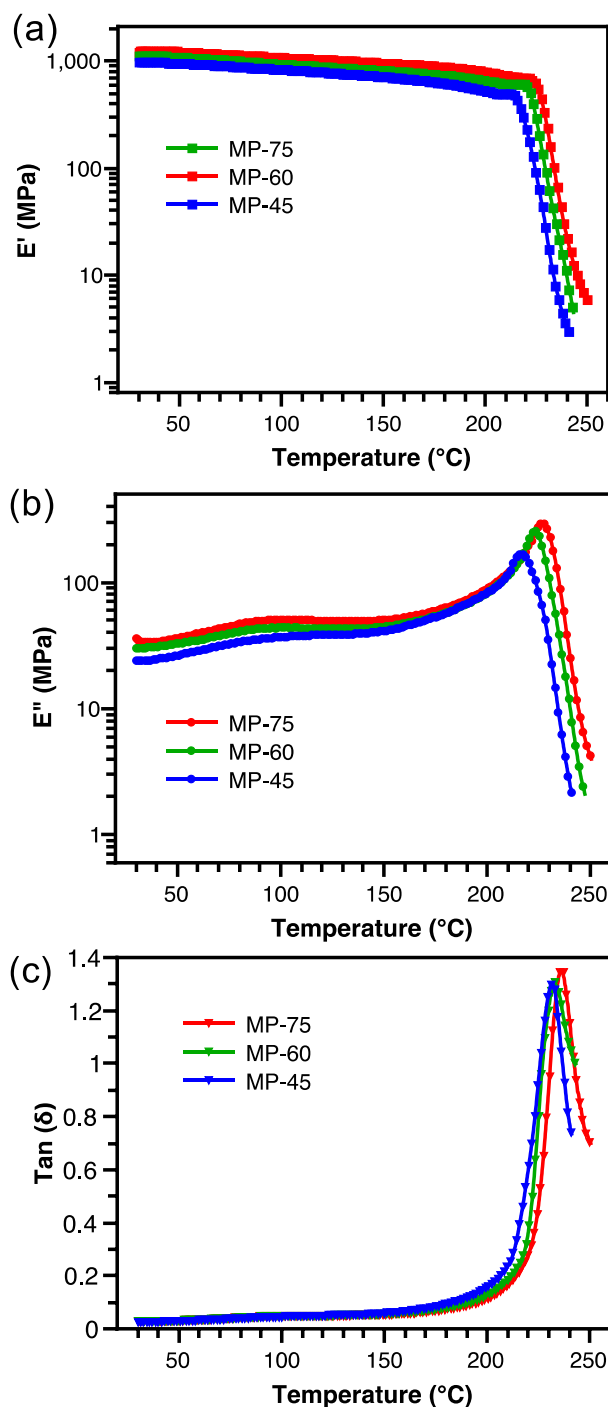 (a)
E' (MPa)
1,000
100
10
1
MP-75
MP-60
MP-45
50
100
150
200
250
Temperature (°C)
(b)
E" (MPa)
100
10
1
MP-75
MP-60
MP-45
50
100
150
200
250
Temperature (°C)
(c)
Tan (δ)
1.4
1.2
1
0.8
0.6
0.4
0.2
0
MP-75
MP-60
MP-45
50
100
150
200
250
Temperature (°C)